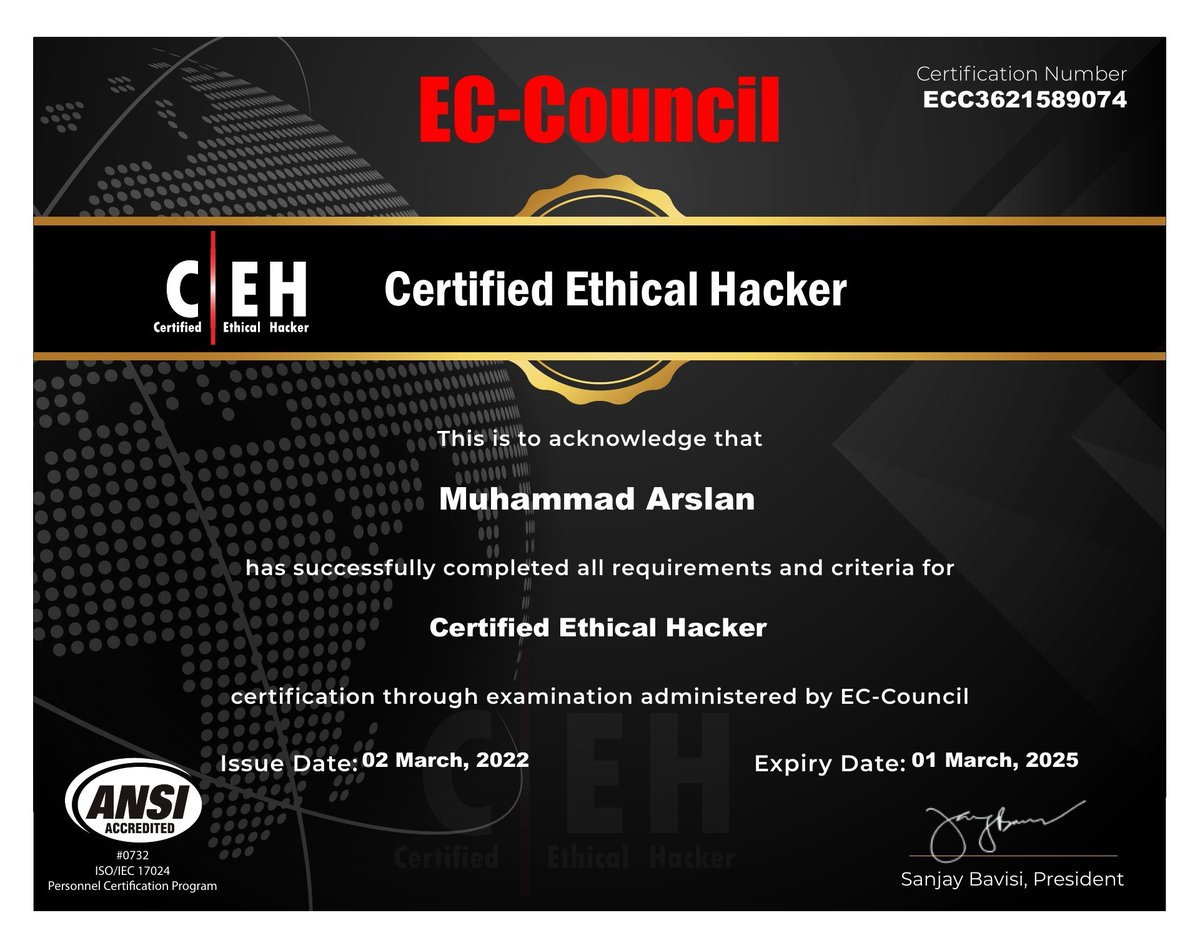 EC-Council
Certification Number
ECC3621589074
C EH
Certified Ethical Hacker
Certified Ethical Hacker
This is to acknowledge that
Muhammad Arslan
has successfully completed all requirements and criteria for
Certified Ethical Hacker
certification through examination administered by EC-Council
Issue Date: 02 March, 2022
Expiry Date: 01 March, 2025
C EH
Certified Ethical Hacker
ANSI
ACCREDITED
#0732
ISO/IEC 17024
Personnel Certification Program
Sanjay Bavisi, President